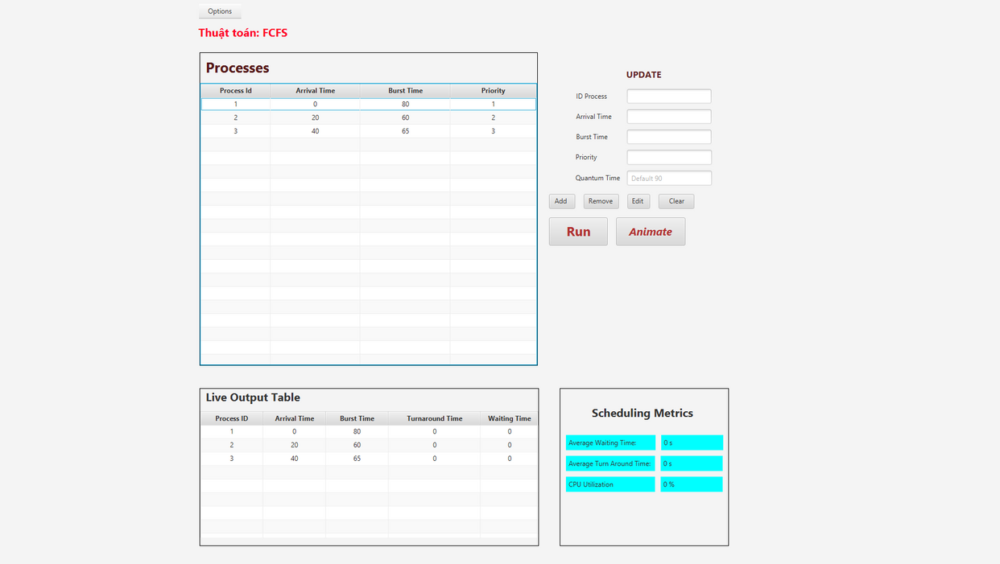 Options
Thuật toán: FCFS
Processes
Process Id Arrival Time Burst Time Priority
1 0 80 1
2 20 60 2
3 40 65 3
UPDATE
ID Process
Arrival Time
Burst Time
Priority
Quantum Time Default 90
Add Remove Edit Clear
Run Animate
Live Output Table
Process ID Arrival Time Burst Time Turnaround Time Waiting Time
1 0 80 0 0
2 20 60 0 0
3 40 65 0 0
Scheduling Metrics
Average Waiting Time: 0 s
Average Turn Around Time: 0 s
CPU Utilization 0 %